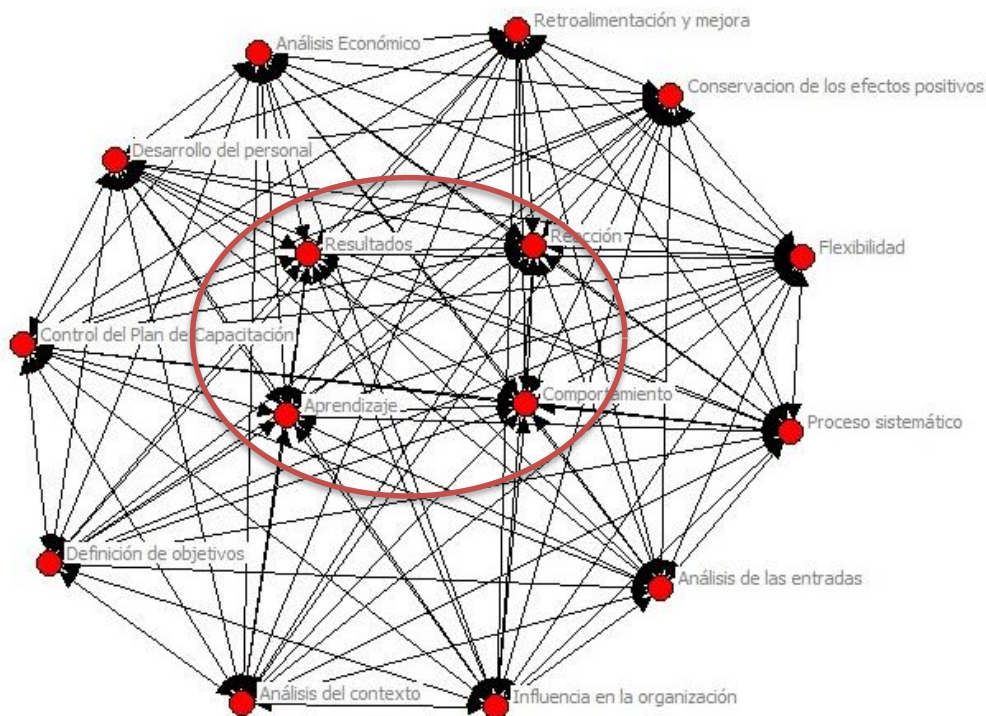 Retroalimentación y mejora
Análisis Económico
Conservacion de los efectos positivos
Desarrollo del personal
Resultados
Reacción
Flexibilidad
Control del Plan de Capacitación
Aprendizaje
Comportamiento
Proceso sistemático
Definición de objetivos
Análisis de las entradas
Análisis del contexto
Influencia en la organización